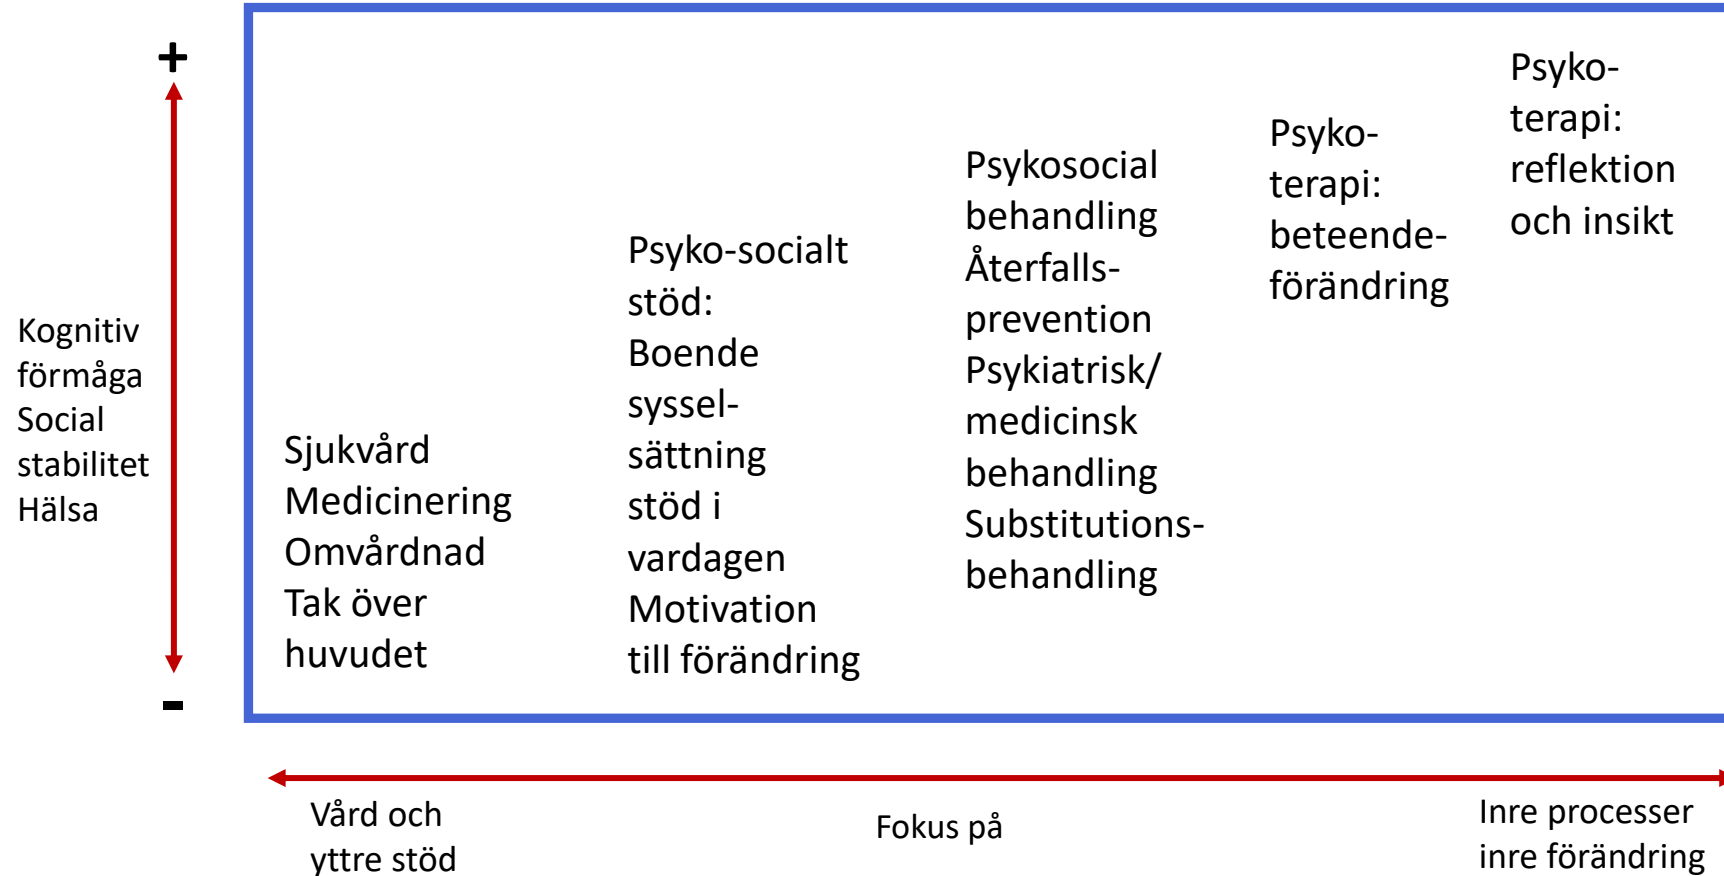 +
Kognitiv
förmåga
Social
stabilitet
Hälsa
-
Sjukvård
Medicinering
Omvårdnad
Tak över
huvudet
Psyko-socialt
stöd:
Boende
syssel-
sättning
stöd i
vardagen
Motivation
till förändring
Psykosocial
behandling
Återfalls-
prevention
Psykiatrisk/
medicinsk
behandling
Substitutions-
behandling
Psyko-
terapi:
beteende-
förändring
Psyko-
terapi:
reflektion
och insikt
Vård och
yttre stöd
Fokus på
Inre processer
inre förändring